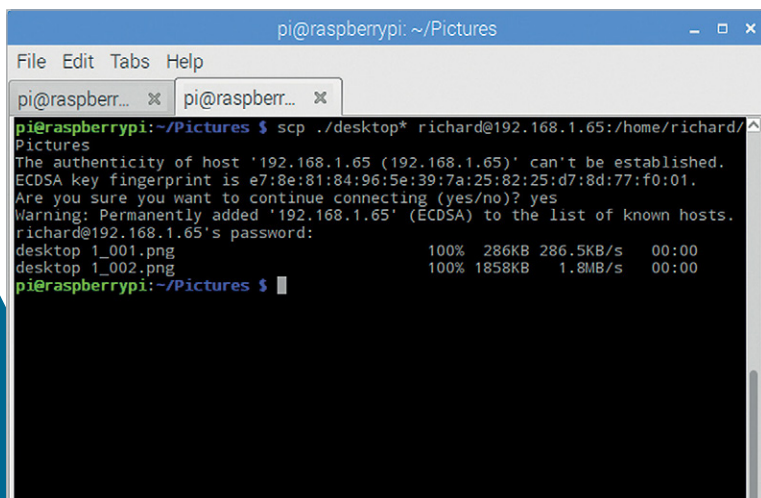 pi@raspberrypi: ~/Pictures
File Edit Tabs Help
pi@raspberr... pi@raspberr...
pi@raspberrypi:~/Pictures $ scp ./desktop* richard@192.168.1.65:/home/richard/
Pictures
The authenticity of host '192.168.1.65 (192.168.1.65)' can't be established.
ECDSA key fingerprint is e7:8e:81:84:96:5e:39:7a:25:82:25:d7:8d:77:f0:01.
Are you sure you want to continue connecting (yes/no)? yes
Warning: Permanently added '192.168.1.65' (ECDSA) to the list of known hosts.
richard@192.168.1.65's password:
desktop 1_001.png 100% 286KB 286.5KB/s 00:00
desktop 1_002.png 100% 1858KB 1.8MB/s 00:00
pi@raspberrypi:~/Pictures $